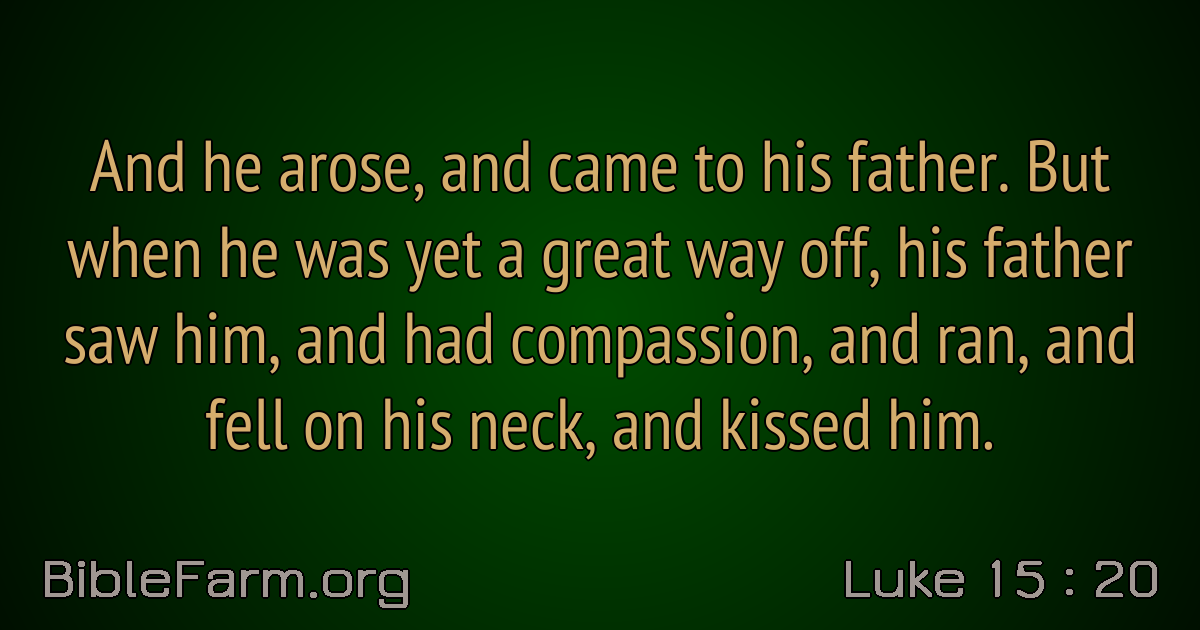 And he arose, and came to his father. But
when he was yet a great way off, his father
saw him, and had compassion, and ran, and
fell on his neck, and kissed him.
BibleFarm.org
Luke 15 : 20